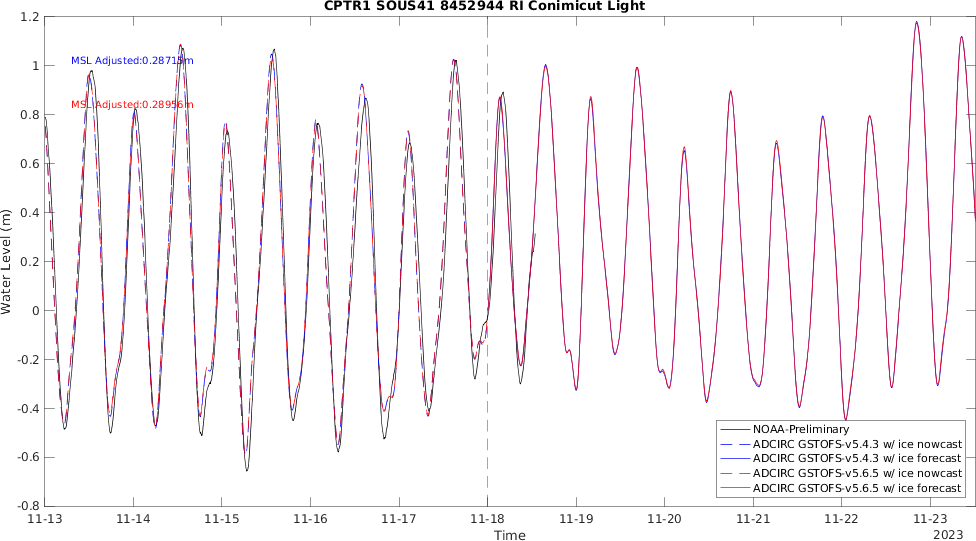 CPTR1 SOUS41 8452944 RI Conimicut Light
1.2
1
0.8
0.6
0.4
0.2
0
-0.2
-0.4
-0.6
-0.8
Water Level (m)
MSL Adjusted:0.28715m
MSL Adjusted:0.28956m
NOAA-Preliminary
ADCIRC GSTOFS-v5.4.3 w/ ice nowcast
ADCIRC GSTOFS-v5.4.3 w/ ice forecast
ADCIRC GSTOFS-v5.6.5 w/ ice nowcast
ADCIRC GSTOFS-v5.6.5 w/ ice forecast
11-13 11-14 11-15 11-16 11-17 11-18 11-19 11-20 11-21 11-22 11-23
Time
2023